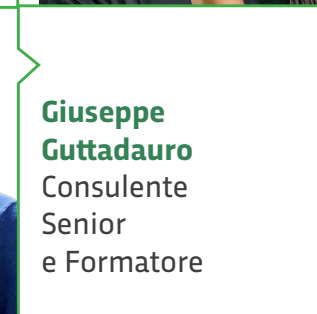 Giuseppe
Guttadauro
Consulente
Senior
e Formatore